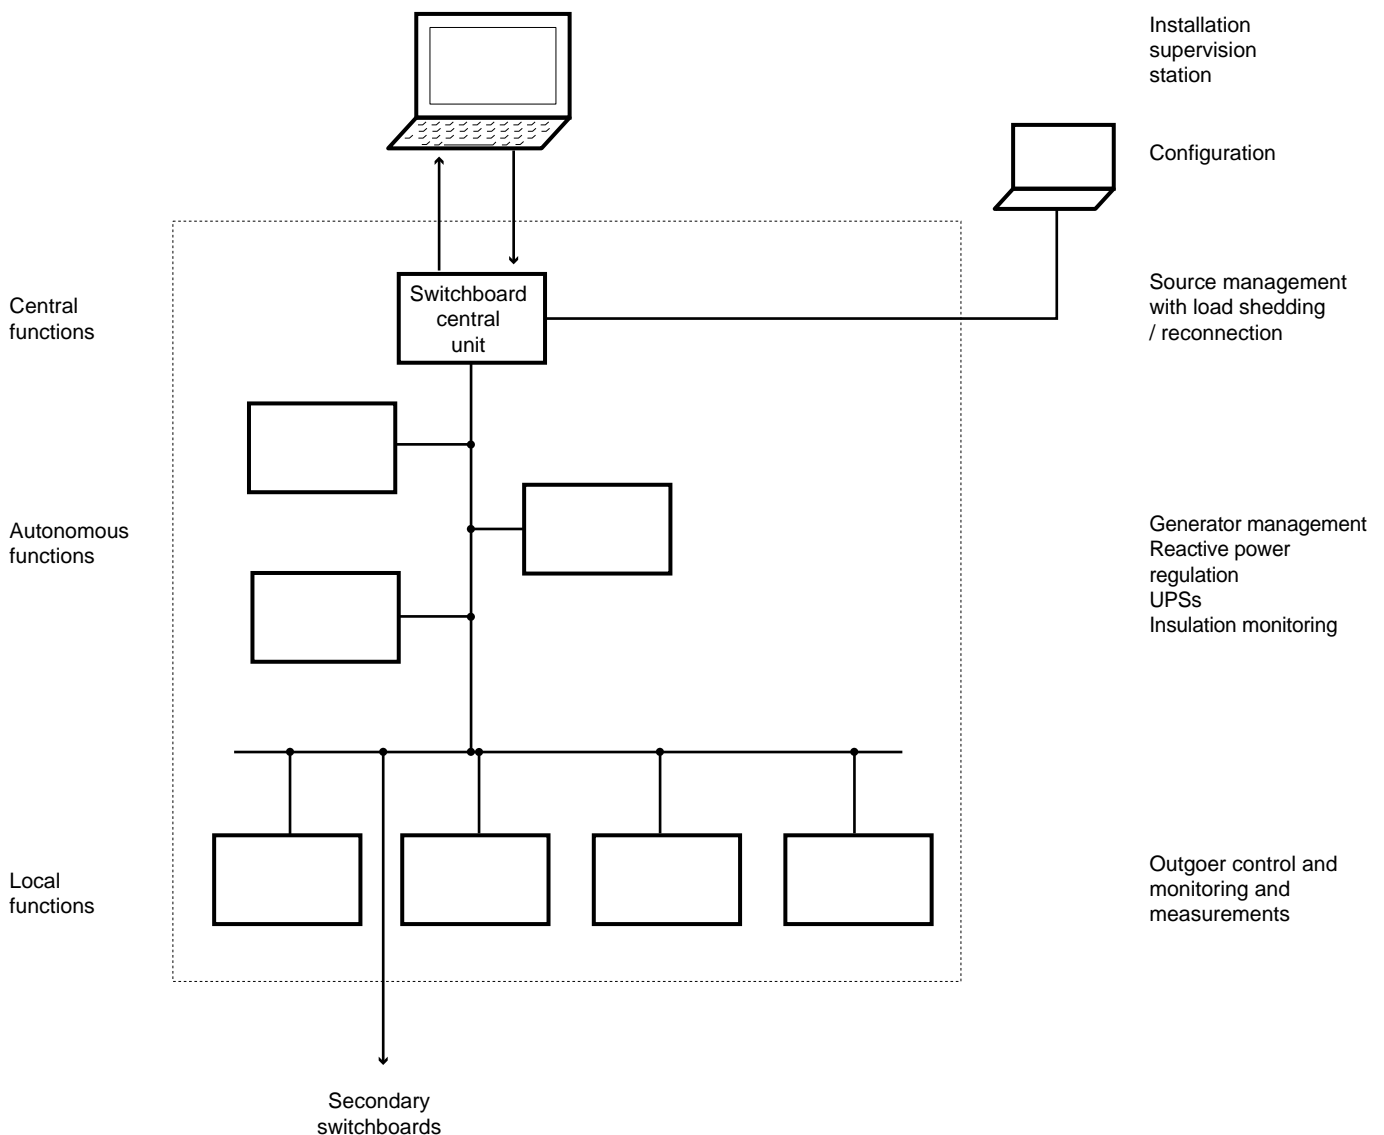 Installation
supervision
station
Configuration
Central
functions
Switchboard
central
unit
Source management
with load shedding
/ reconnection
Autonomous
functions
Generator management
Reactive power
regulation
UPSs
Insulation monitoring
Local
functions
Outgoer control and
monitoring and
measurements
Secondary
switchboards